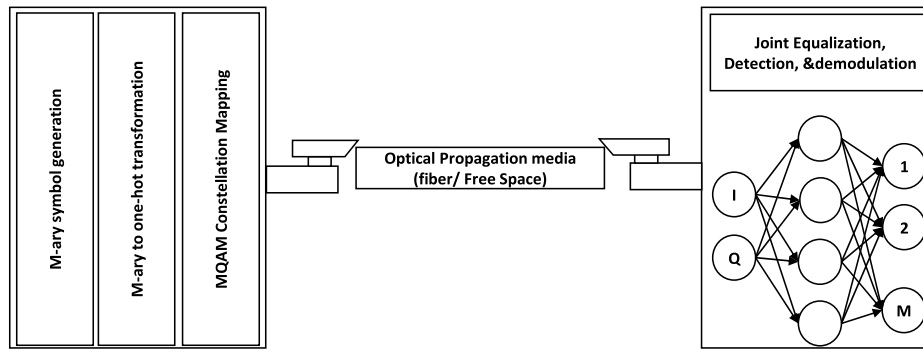 M-ary symbol generation
M-ary to one-hot transformation
MQAM Constellation Mapping
Optical Propagation media
(fiber/ Free Space)
Joint Equalization,
Detection, &demodulation
I
Q
1
2
M